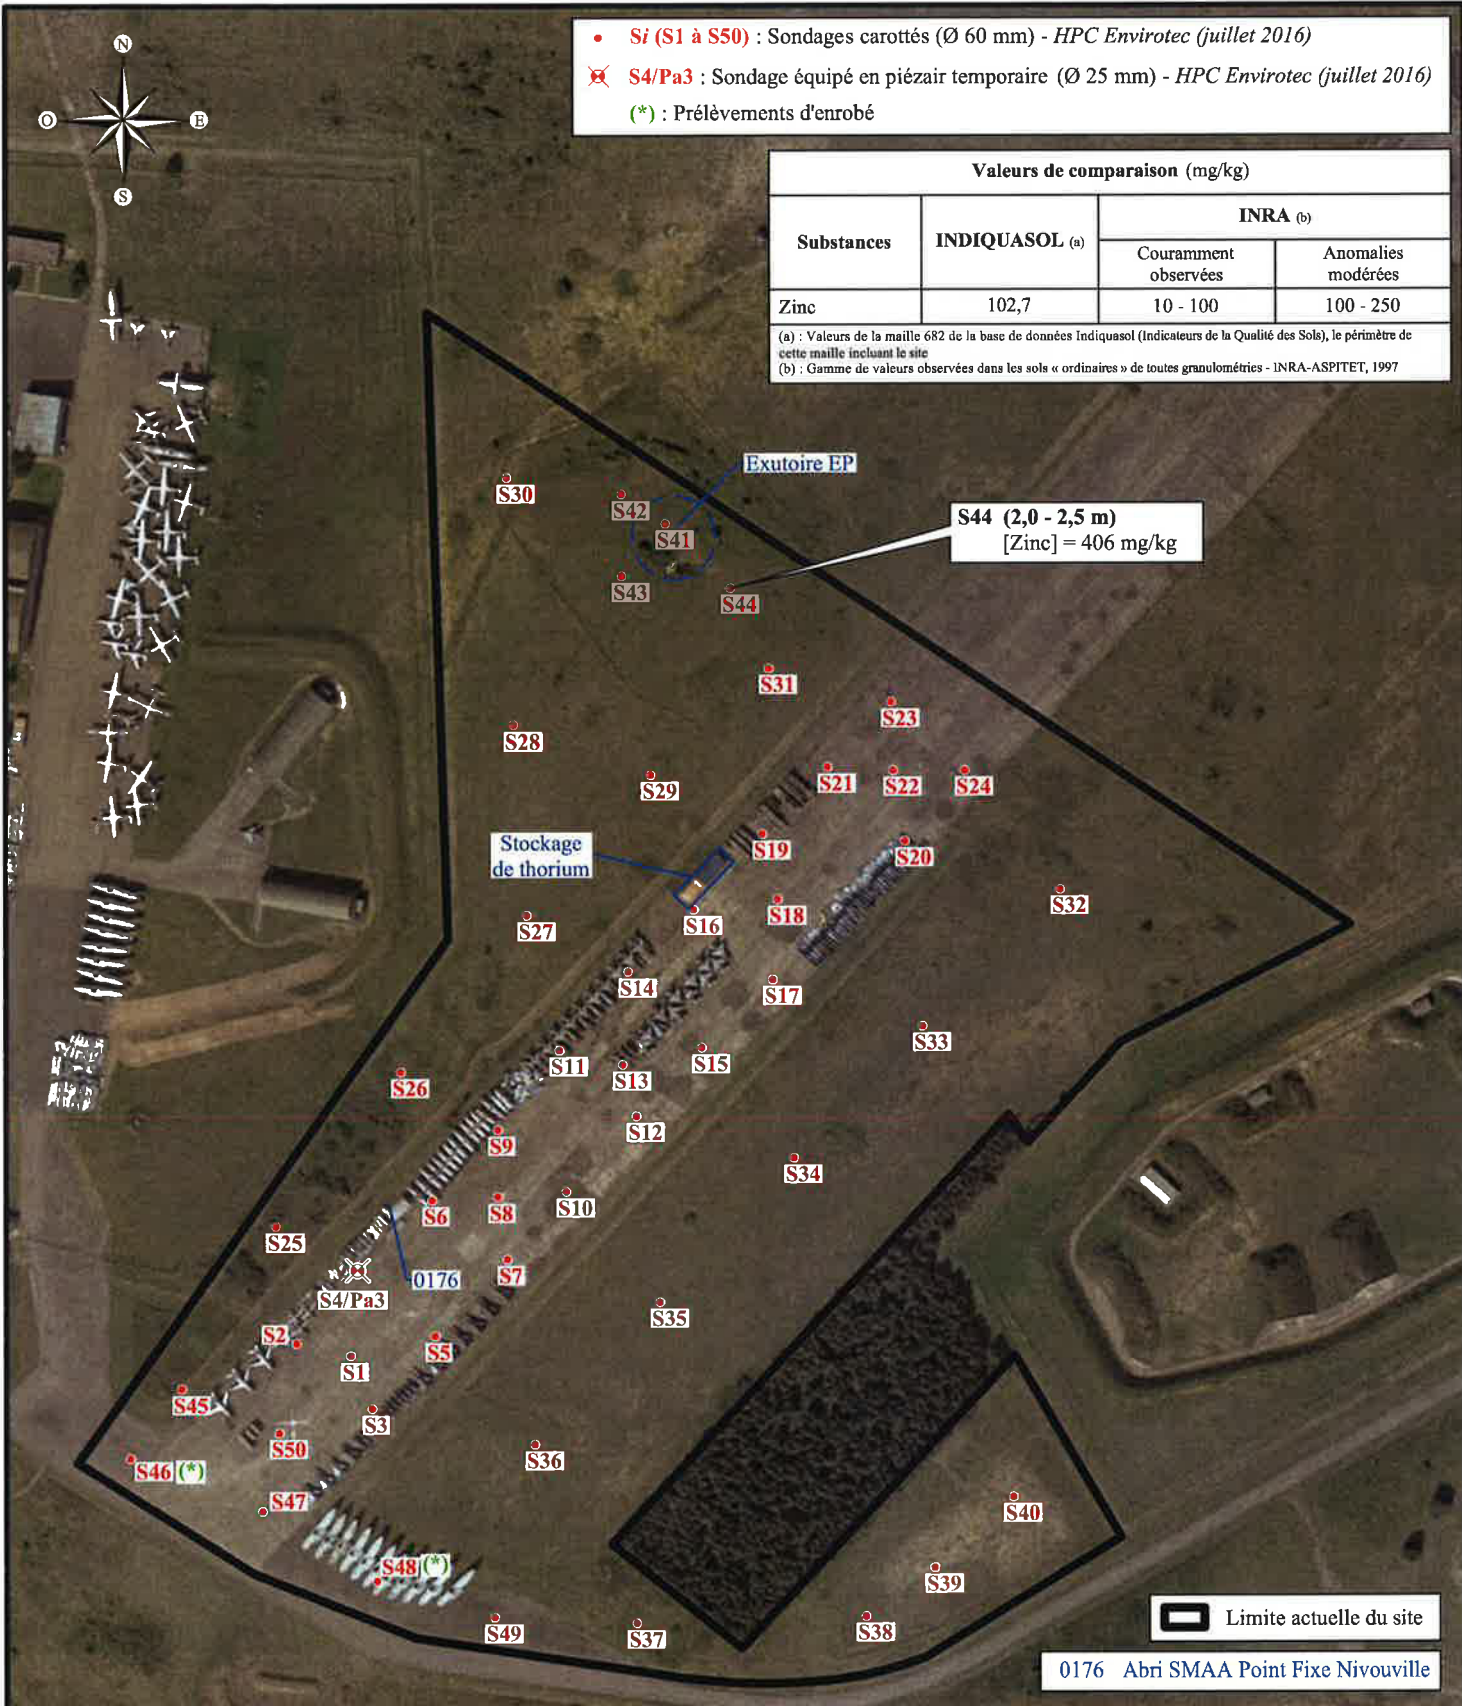 N
O
E
S
Si (S1 à S50) : Sondages carottés (Ø 60 mm) - HPC Envirotec (juillet 2016)
S4/Pa3 : Sondage équipé en piézair temporaire (Ø 25 mm) - HPC Envirotec (juillet 2016)
(*) : Prélèvements d'enrobé
Valeurs de comparaison (mg/kg)
Substances
INDIQUASOL (a)
INRA (b)
Couramment
observées
Anomalies
modérées
Zinc
102,7
10 - 100
100 - 250
(a) : Valeurs de la maille 682 de la base de données Indiquasol (Indicateurs de la Qualité des Sols), le périmètre de
cette maille incluant le site
(b) : Gamme de valeurs observées dans les sols « ordinaires » de toutes granulométries - INRA-ASPITET, 1997
Exutoire EP
S30
S42
S41
S44 (2,0 - 2,5 m)
[Zinc] = 406 mg/kg
S43
S44
S31
S23
S28
S29
S21
S22
S24
Stockage
de thorium
1
S19
S20
S27
S16
S18
S32
S14
S17
S33
S11
S13
S15
S26
S12
S9
S34
S6
S8
S10
S25
S7
0176
S4/Pa3
S35
S2
S5
S1
S45
S3
S50
S36
S46 (*)
S47
S40
S48 (*)
S39
S49
S37
S38
Limite actuelle du site
0176 Abri SMAA Point Fixe Nivouville